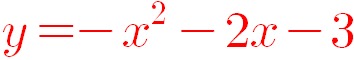 y = −x² − 2x − 3